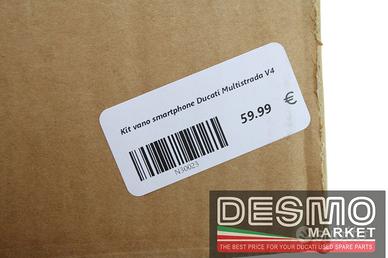 Kit vano smartphone Ducati Multistrada V4
59.99 €
N30023
DESMO
MARKET
THE BEST PRICE FOR YOUR DUCATI USED SPARE PARTS